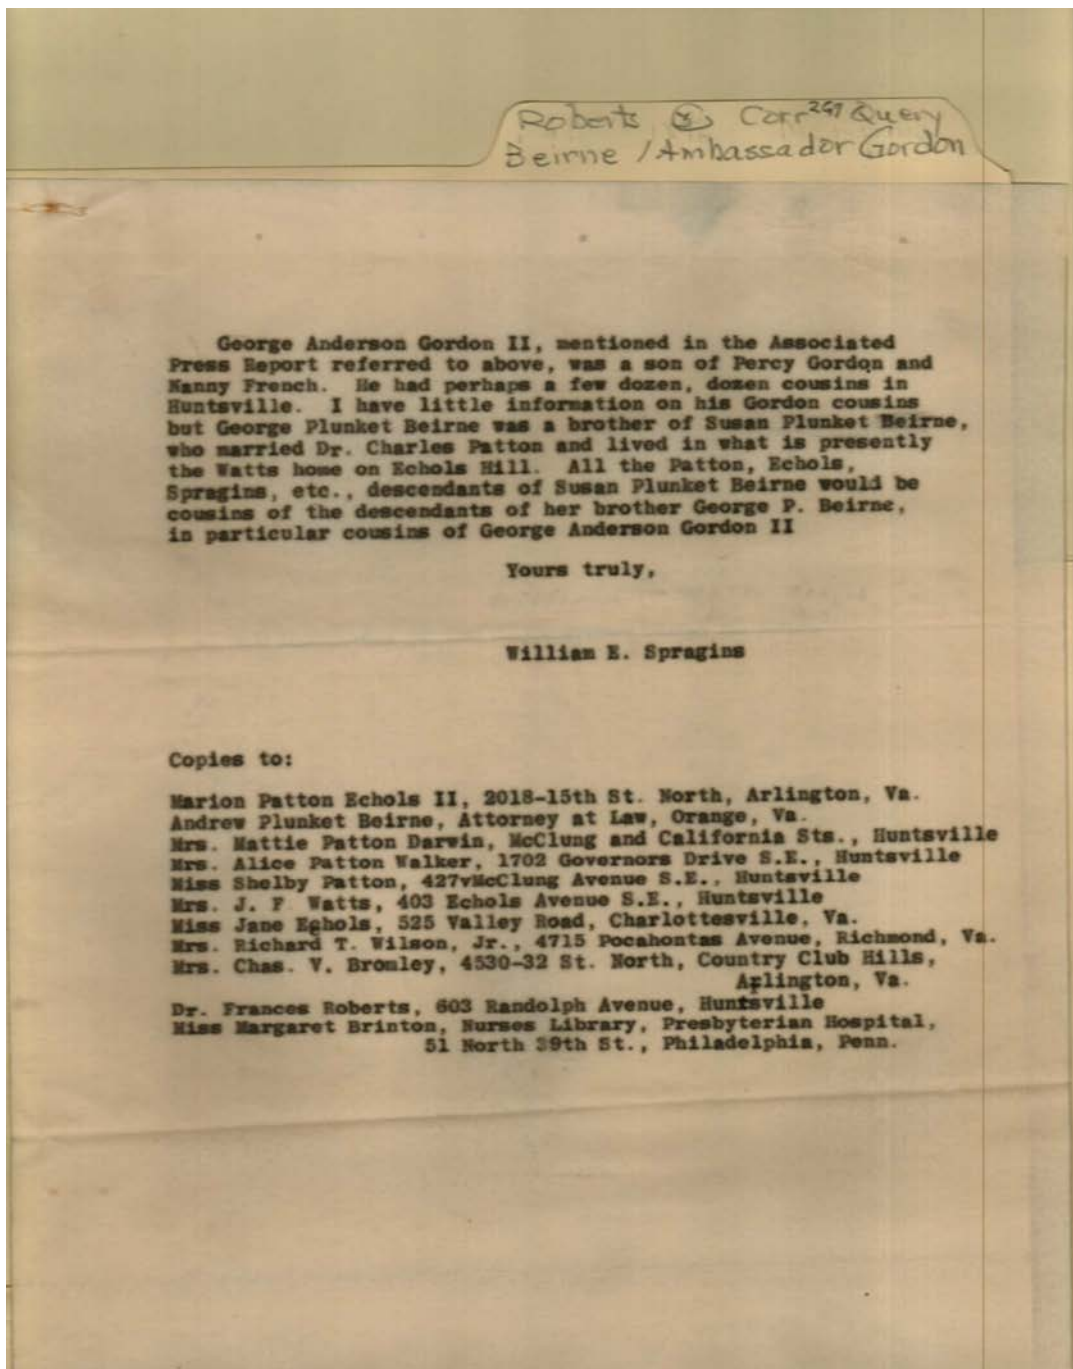 Roberts Corr 247 Query
Beirne / Ambassador Gordon
George Anderson Gordon II, mentioned in the Associated
Press Report referred to above, was a son of Percy Gordon and
Nanny French. He had perhaps a few dozen, dozen cousins in
Huntsville. I have little information on his Gordon cousins
but George Plunket Beirne was a brother of Susan Plunket Beirne,
who married Dr. Charles Patton and lived in what is presently
the Watts home on Echols Hill. All the Patton, Echols,
Spragins, etc., descendants of Susan Plunket Beirne would be
cousins of the descendants of her brother George P. Beirne,
in particular cousins of George Anderson Gordon II
Yours truly,
William E. Spragins
Copies to:
Marion Patton Echols II, 2018-15th St. North, Arlington, Va.
Andrew Plunket Beirne, Attorney at Law, Orange, Va.
Mrs. Mattie Patton Darwin, McClung and California Sts., Huntsville
Mrs. Alice Patton Walker, 1702 Governors Drive S.E., Huntsville
Miss Shelby Patton, 427vMcClung Avenue S.E., Huntsville
Mrs. J. F Watts, 403 Echols Avenue S.E., Huntsville
Miss Jane Echols, 525 Valley Road, Charlottesville, Va.
Mrs. Richard T. Wilson, Jr., 4715 Pocahontas Avenue, Richmond, Va.
Mrs. Chas. V. Bromley, 4530-32 St. North, Country Club Hills,
Arlington, Va.
Dr. Frances Roberts, 603 Randolph Avenue, Huntsville
Miss Margaret Brinton, Nurses Library, Presbyterian Hospital,
51 North 39th St., Philadelphia, Penn.